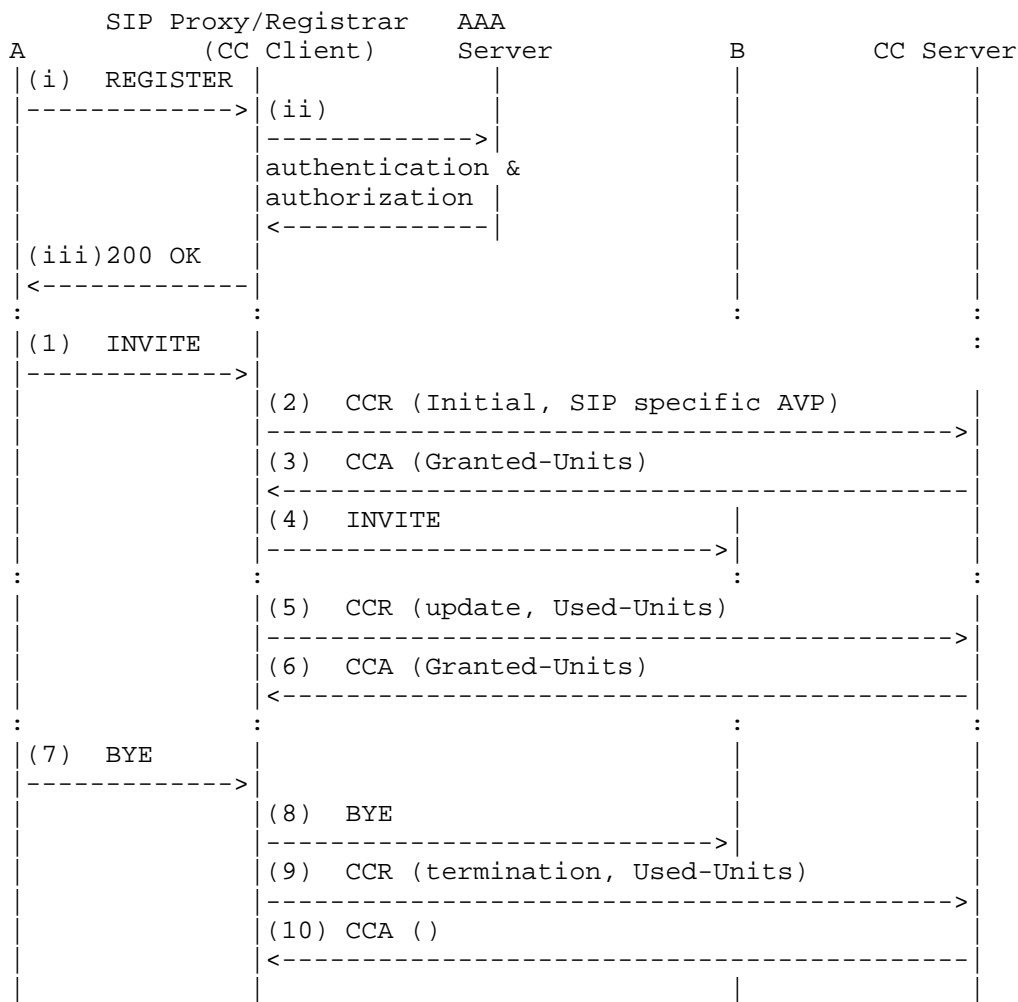 SIP Proxy/Registrar AAA
A (CC Client) Server B CC Server
(i) REGISTER
(ii)
authentication &
authorization
(iii)200 OK
(1) INVITE
(2) CCR (Initial, SIP specific AVP)
(3) CCA (Granted-Units)
(4) INVITE
(5) CCR (update, Used-Units)
(6) CCA (Granted-Units)
(7) BYE
(8) BYE
(9) CCR (termination, Used-Units)
(10) CCA ()